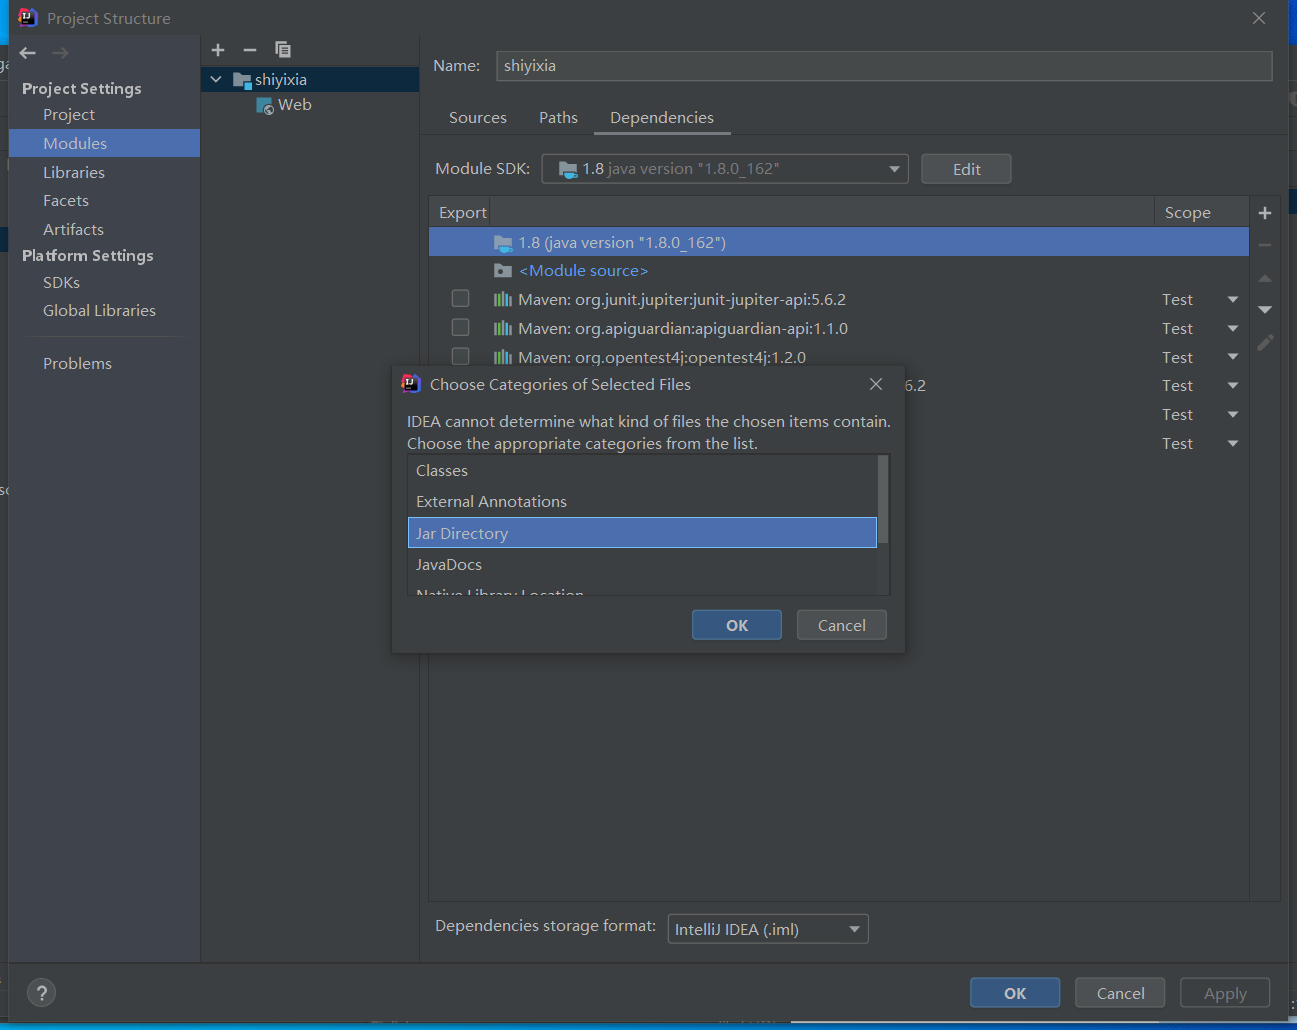 Project Structure
Project Settings
Project
Modules
Libraries
Facets
Artifacts
Platform Settings
SDKs
Global Libraries
Problems
shiyixia
Web
Name: shiyixia
Sources Paths Dependencies
Module SDK: 1.8 java version "1.8.0_162" Edit
Export Scope
1.8 (java version "1.8.0_162")
<Module source>
Maven: org.junit.jupiter:junit-jupiter-api:5.6.2 Test
Maven: org.apiguardian:apiguardian-api:1.1.0 Test
Maven: org.opentest4j:opentest4j:1.2.0 Test
6.2 Test
Test
Test
Choose Categories of Selected Files
IDEA cannot determine what kind of files the chosen items contain.
Choose the appropriate categories from the list.
Classes
External Annotations
Jar Directory
JavaDocs
Native Library Location
OK Cancel
Dependencies storage format: IntelliJ IDEA (.iml)
? OK Cancel Apply